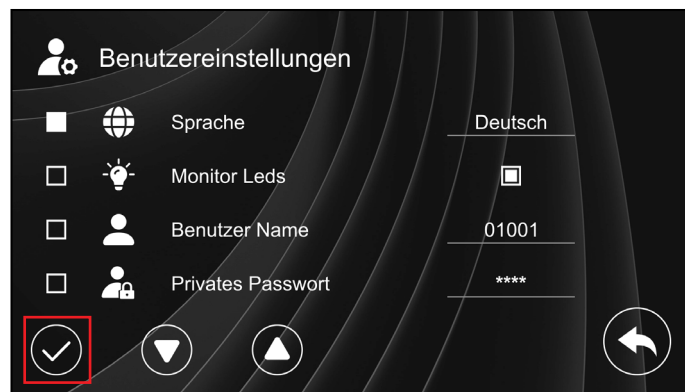 Benutzereinstellungen
Sprache Deutsch
Monitor Leds
Benutzer Name 01001
Privates Passwort ****